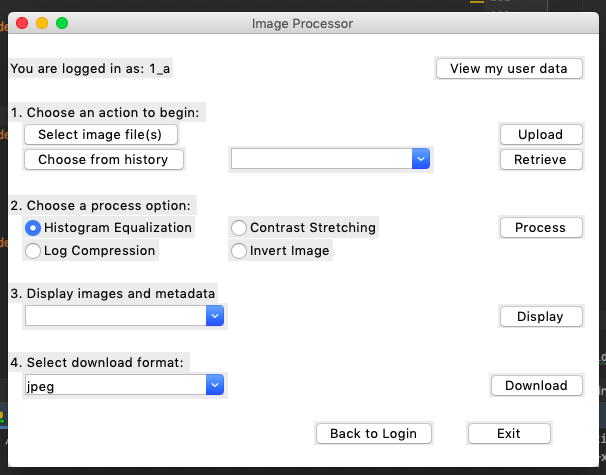 Image Processor
You are logged in as: 1_a
View my user data
1. Choose an action to begin:
Select image file(s)
Upload
Choose from history
Retrieve
2. Choose a process option:
Histogram Equalization
Contrast Stretching
Process
Log Compression
Invert Image
3. Display images and metadata
Display
4. Select download format:
jpeg
Download
Back to Login
Exit